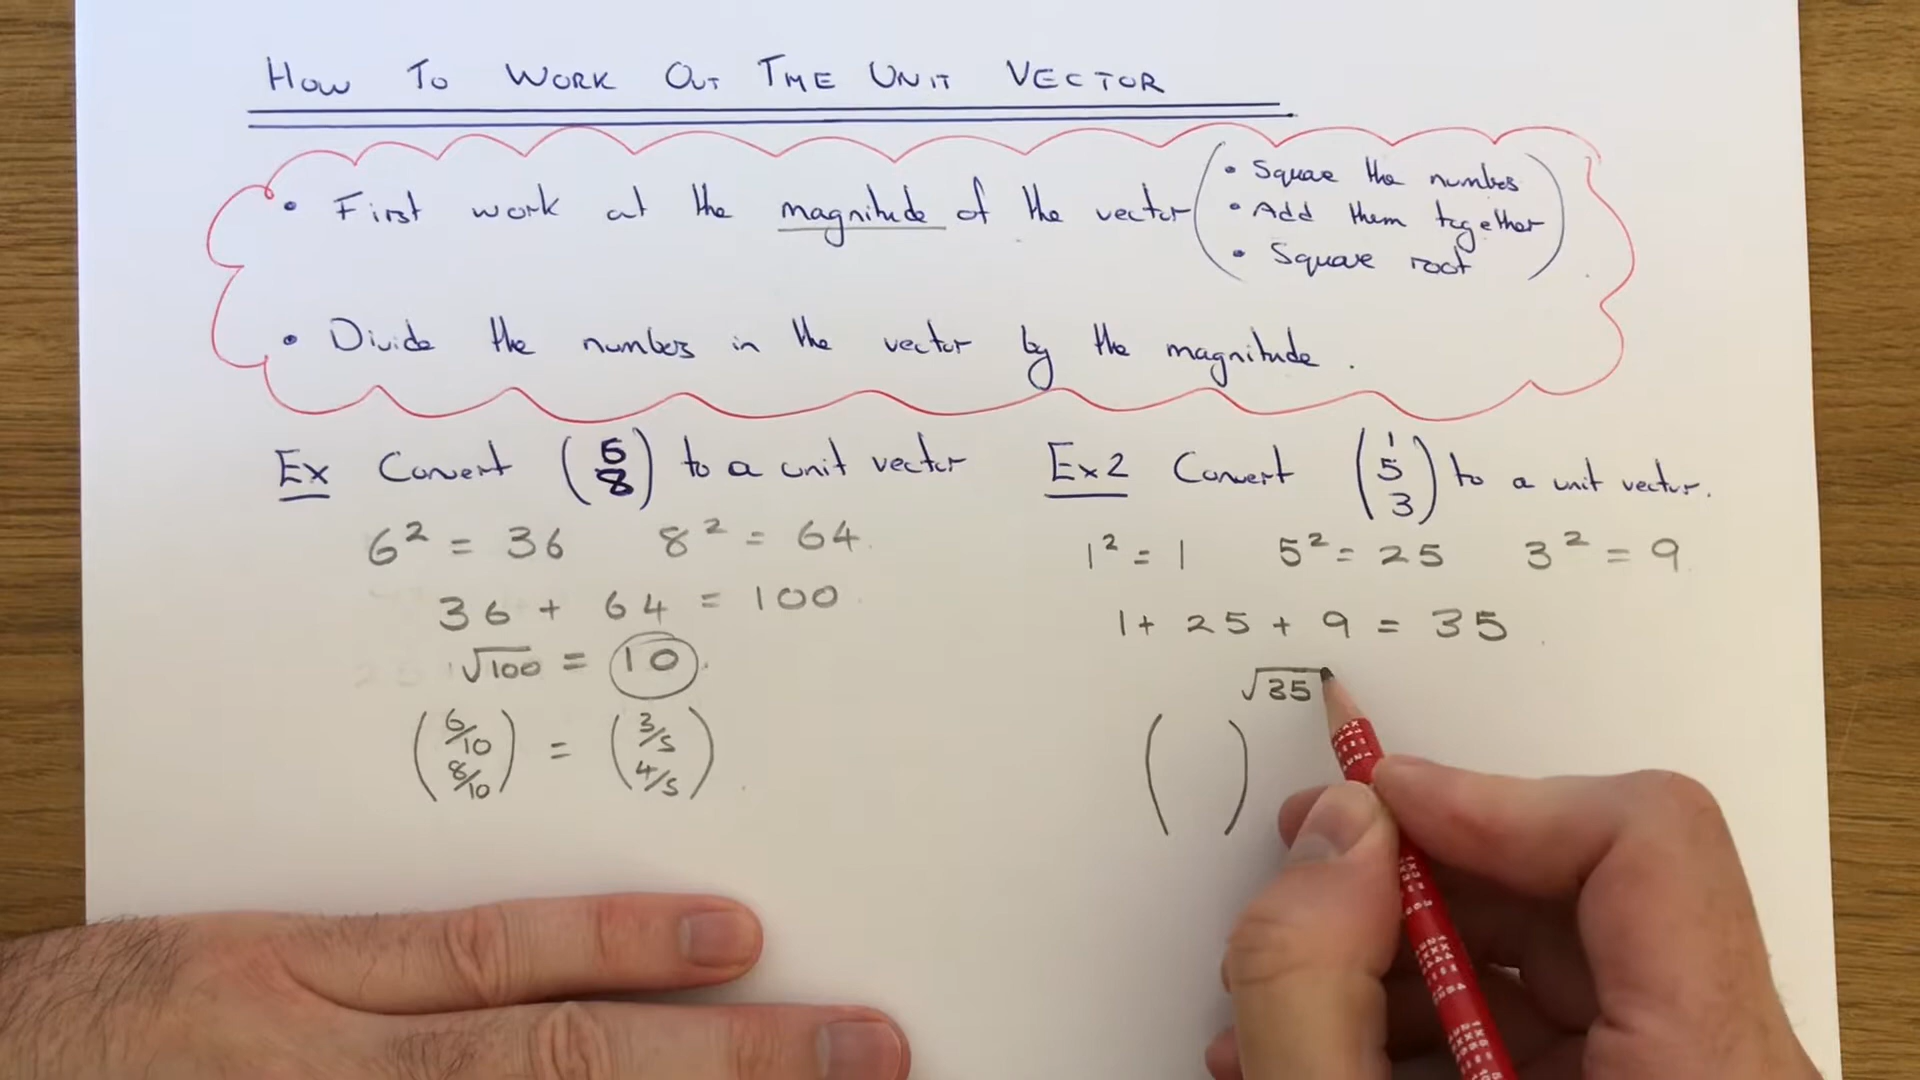 HOW TO WORK OUT THE UNIT VECTOR
• First work out the magnitude of the vector
• Square the numbers
• Add them together
• Square root
• Divide the numbers in the vector by the magnitude.
Ex Convert (6 8) to a unit vector
6² = 36 8² = 64
36 + 64 = 100
√100 = 10
(6/10 8/10) = (3/5 4/5)
Ex2 Convert (1 5 3) to a unit vector.
1² = 1 5² = 25 3² = 9
1 + 25 + 9 = 35
√35
( )